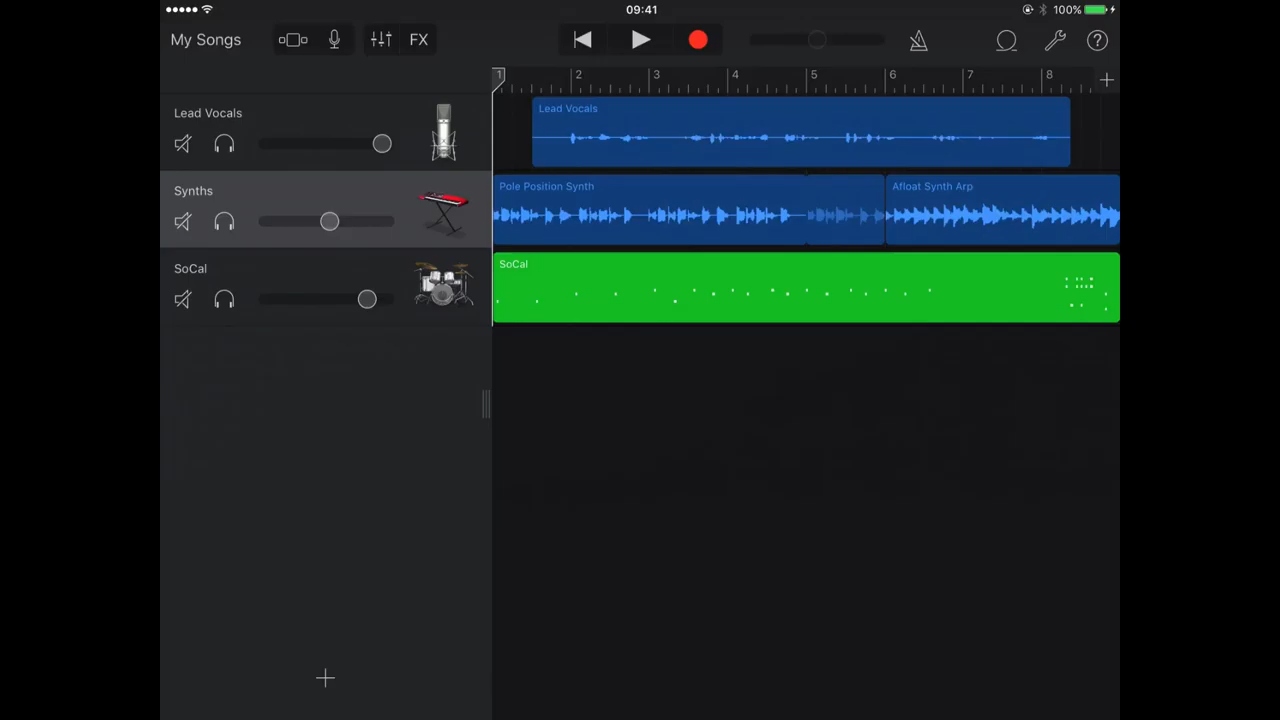 09:41
100%
My Songs
FX
1 2 3 4 5 6 7 8
Lead Vocals
Lead Vocals
Synths
Pole Position Synth
Afloat Synth Arp
SoCal
SoCal